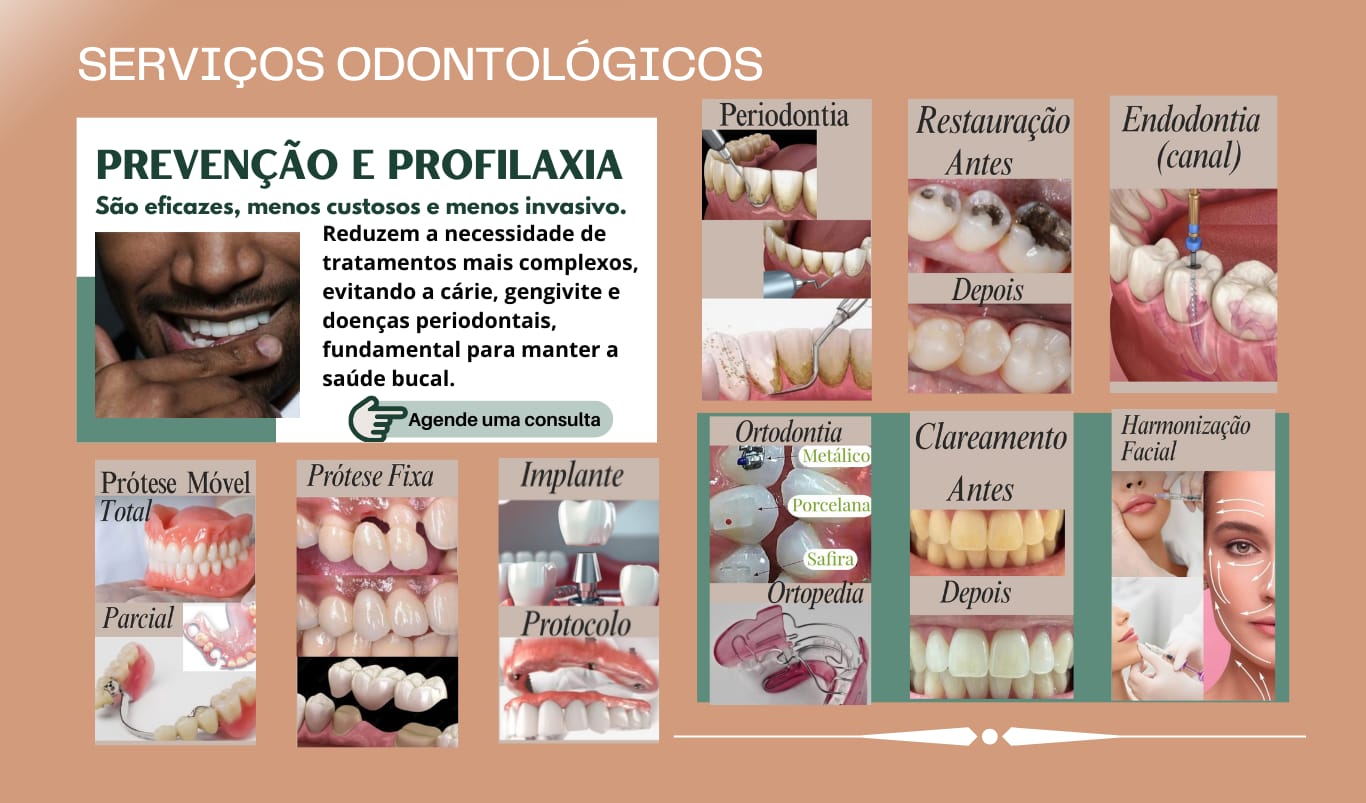 SERVIÇOS ODONTOLÓGICOS
PREVENÇÃO E PROFILAXIA
São eficazes, menos custosos e menos invasivo.
Reduzem a necessidade de
tratamentos mais complexos,
evitando a cárie, gengivite e
doenças periodontais,
fundamental para manter a
saúde bucal.
Agende uma consulta
Periodontia
Restauração
Antes
Depois
Endodontia
(canal)
Prótese Móvel
Total
Parcial
Prótese Fixa
Implante
Protocolo
Ortodontia
Metálico
Porcelana
Safira
Ortopedia
Clareamento
Antes
Depois
Harmonização
Facial